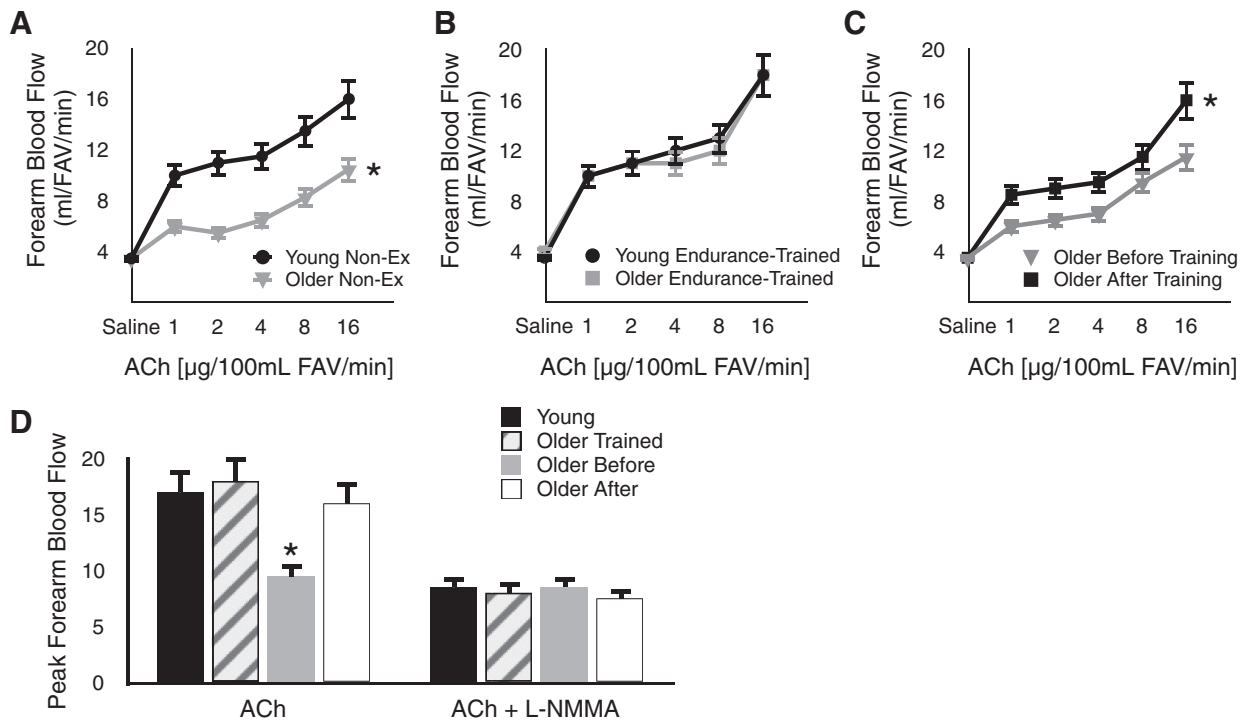 A
Forearm Blood Flow
(ml/FAV/min)
20
16
12
8
4
*
Young Non-Ex
Older Non-Ex
Saline 1 2 4 8 16
ACh [µg/100mL FAV/min]
B
Forearm Blood Flow
(ml/FAV/min)
20
16
12
8
4
Young Endurance-Trained
Older Endurance-Trained
Saline 1 2 4 8 16
ACh [µg/100mL FAV/min]
C
Forearm Blood Flow
(ml/FAV/min)
20
16
12
8
4
*
Older Before Training
Older After Training
Saline 1 2 4 8 16
ACh [µg/100mL FAV/min]
D
Peak Forearm Blood Flow
20
15
10
5
0
*
Young
Older Trained
Older Before
Older After
ACh
ACh + L-NMMA